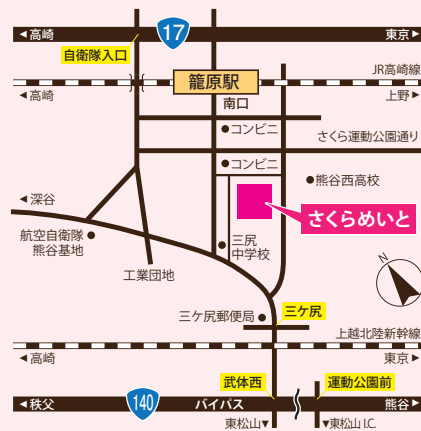 ◀高崎
17
東京▶
自衛隊入口
JR高崎線
籠原駅
◀高崎
南口
上野▶
●コンビニ
さくら運動公園通り
●コンビニ
●熊谷西高校
◀深谷
さくらめいと
航空自衛隊●
熊谷基地
●三尻
中学校
工業団地
N
三ケ尻郵便局●
三ケ尻
上越北陸新幹線
◀高崎
東京▶
武体西
運動公園前
◀秩父
140
バイパス
熊谷▶
東松山▼
▼東松山I.C.